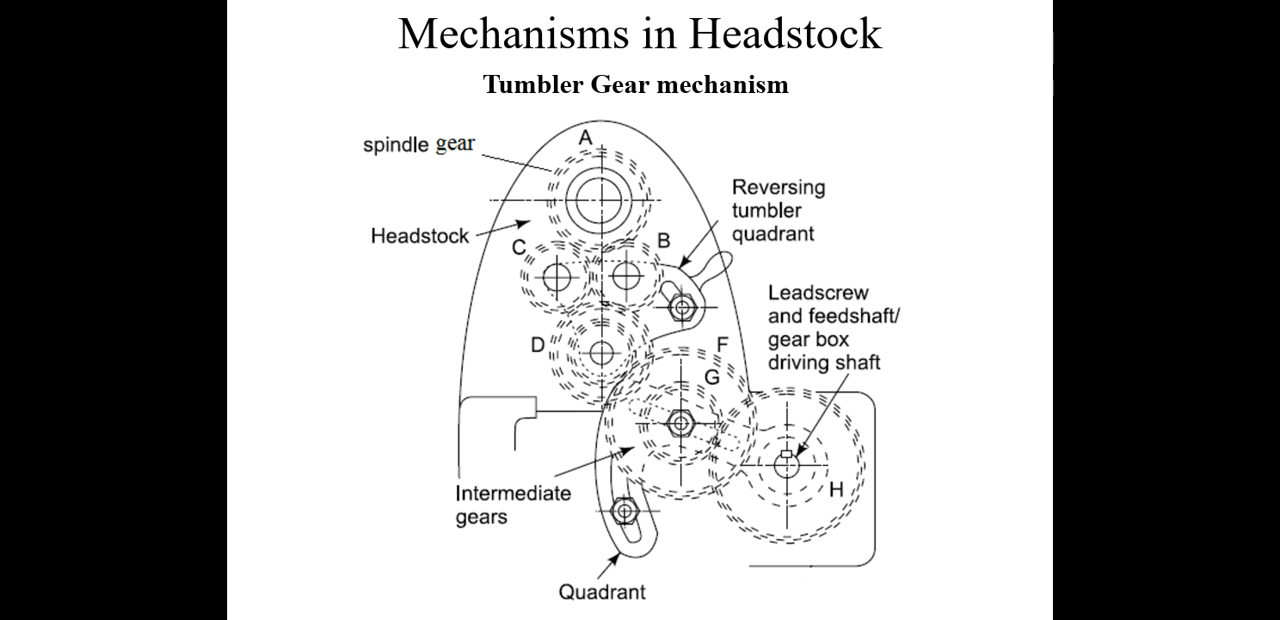 Mechanisms in Headstock
Tumbler Gear mechanism
A
spindle gear
Reversing
tumbler
quadrant
Headstock
C
B
Leadscrew
and feedshaft/
gear box
driving shaft
D
F
G
H
Intermediate
gears
Quadrant